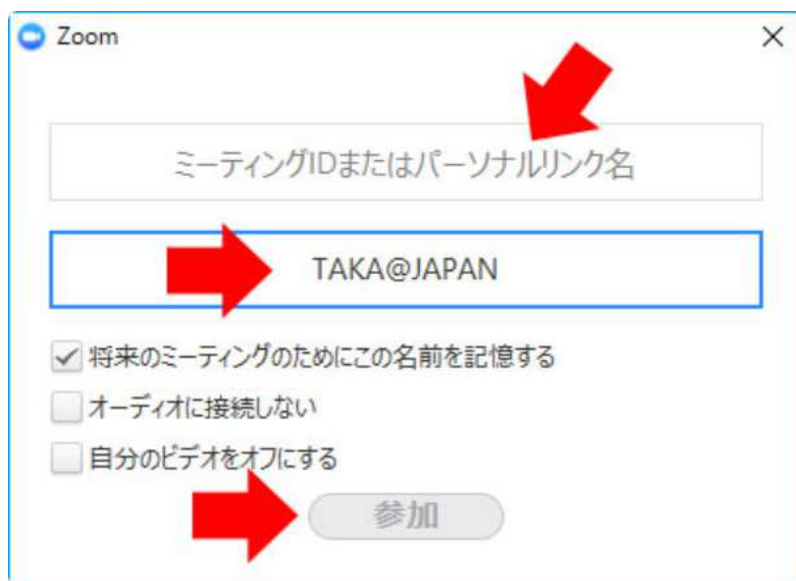 Zoom
ミーティングIDまたはパーソナルリンク名
TAKA@JAPAN
将来のミーティングのためにこの名前を記憶する
オーディオに接続しない
自分のビデオをオフにする
参加